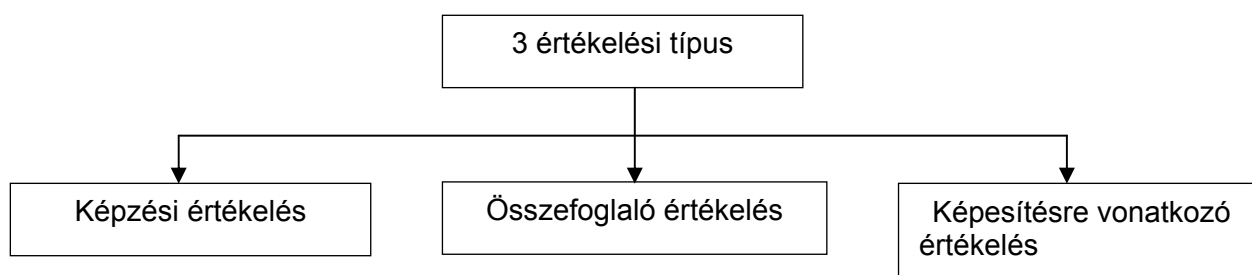 3 értékelési típus
Képzési értékelés
Összefoglaló értékelés
Képesítésre vonatkozó
értékelés